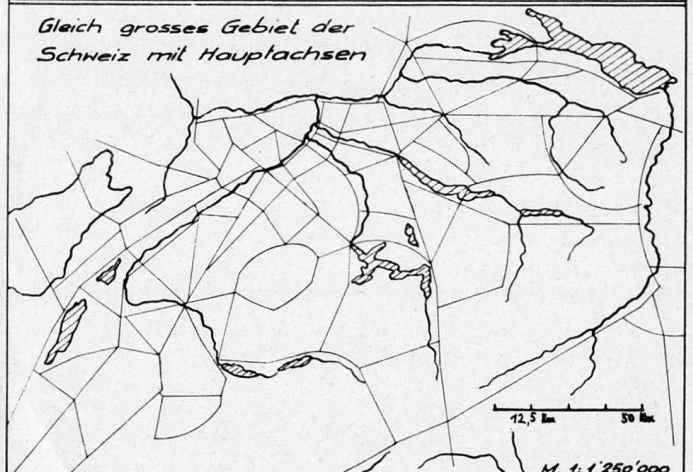 Gleich grosses Gebiet der
Schweiz mit Hauptachsen
12,5 Km 50 Km
M. 1:1'250'000